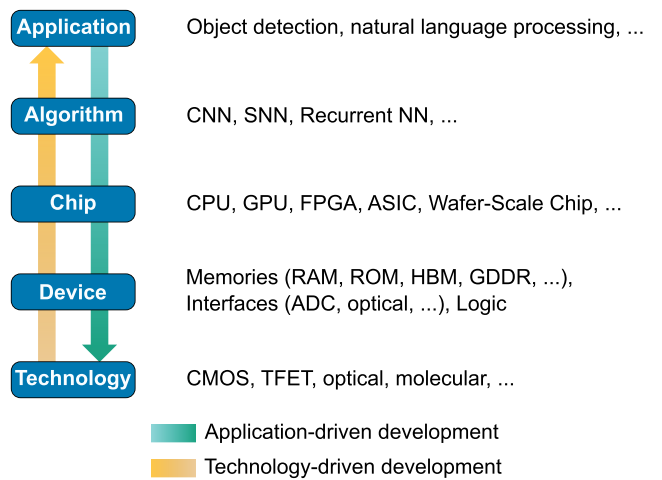 Application
Object detection, natural language processing, ...
Algorithm
CNN, SNN, Recurrent NN, ...
Chip
CPU, GPU, FPGA, ASIC, Wafer-Scale Chip, ...
Device
Memories (RAM, ROM, HBM, GDDR, ...),
Interfaces (ADC, optical, ...), Logic
Technology
CMOS, TFET, optical, molecular, ...
Application-driven development
Technology-driven development